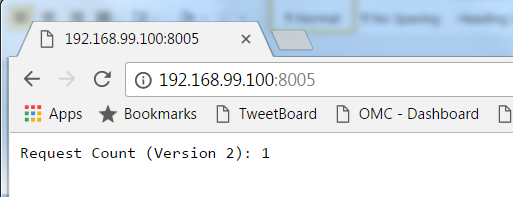 Normal
No Spacing
Heading
192.168.99.100:8005
192.168.99.100:8005
Apps Bookmarks TweetBoard OMC - Dashboard
Request Count (Version 2): 1